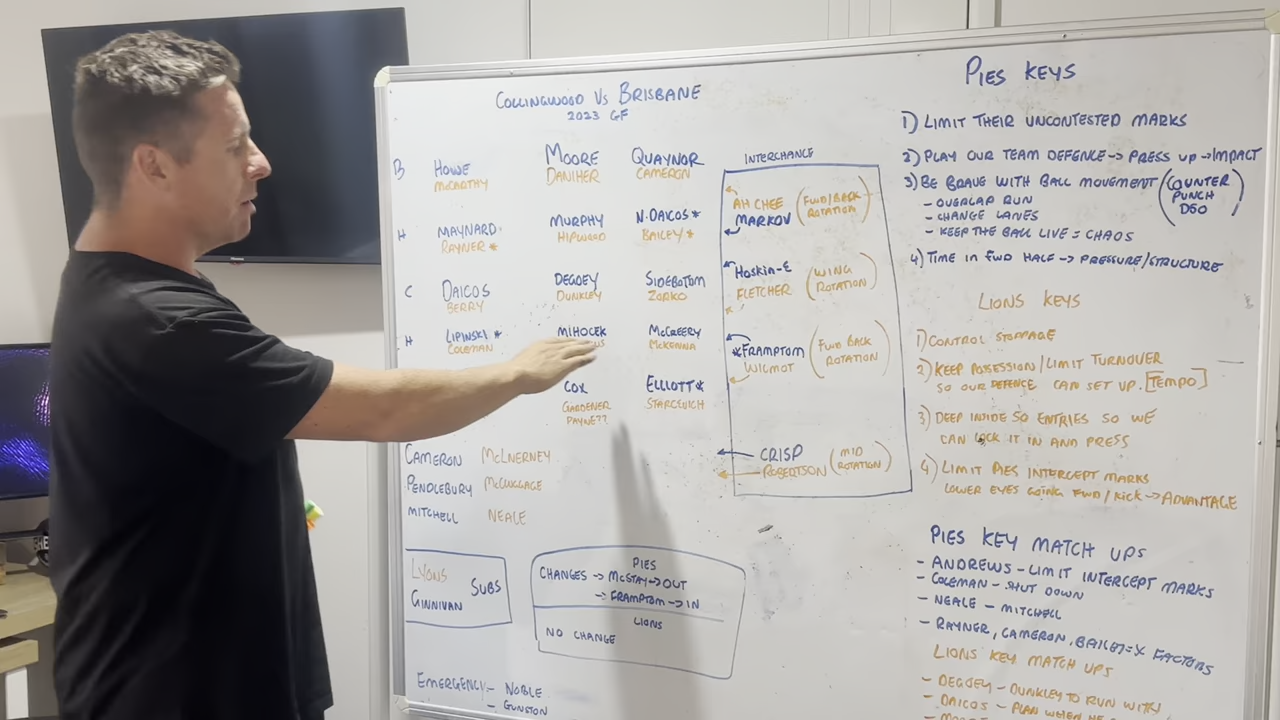 COLLINGWOOD VS BRISBANE
2023 GF
B HOWE MOORE QUAYNOR
MCCARTHY DANIHER CAMERON
H MAYNARD MURPHY N.DAICOS*
RAYNER * HIPWOOD BAILEY *
C DAICOS DEGOEY SIDEBOTOM
BERRY DUNKLEY ZORKO
H LIPINSKI * MIHOCEK MCCREERY
COLEMAN MCKONNA
COX ELLIOTT*
GARDENER STARCEVICH
PAYNE??
CAMERON MCLNERNEY
PENDLEBURY MCCLUGGAGE
MITCHELL NEALE
LYONS
SUBS
GINNIVAN
PIES
CHANGES → MCSTAY → OUT
→ FRAMPTOM → IN
LIONS
NO CHANGE
EMERGENCY - NOBLE
- GUNSTON
INTERCHANGE
AH CHEE (FWD/BACK
MARKOV ROTATION)
HOSKIN-E (WING
FLETCHER ROTATION)
*FRAMPTOM (FWD BACK
WILMOT ROTATION)
CRISP (MID
ROBERTSON ROTATION)
PIES KEYS
1) LIMIT THEIR UNCONTESTED MARKS
2) PLAY OUR TEAM DEFENCE → PRESS UP → IMPACT
3) BE BRAVE WITH BALL MOVEMENT (COUNTER
PUNCH
D50)
- OVERLAP RUN
- CHANGE LANES
- KEEP THE BALL LIVE = CHAOS
4) TIME IN FWD HALF → PRESSURE/STRUCTURE
LIONS KEYS
1) CONTROL STOPPAGE
2) KEEP POSSESSION/LIMIT TURNOVER
SO OUR DEFENCE CAN SET UP. [TEMPO]
3) DEEP INSIDE 50 ENTRIES SO WE
CAN LOCK IT IN AND PRESS
4) LIMIT PIES INTERCEPT MARKS
LOWER EYES GOING FWD/KICK → ADVANTAGE
PIES KEY MATCH UPS
- ANDREWS - LIMIT INTERCEPT MARKS
- COLEMAN - SHUT DOWN
- NEALE - MITCHELL
- RAYNER, CAMERON, BAILEY = X FACTORS
LIONS KEY MATCH UPS
- DEGOEY - DUNKLEY TO RUN WITH
- DAICOS - PLAN WHEN HE